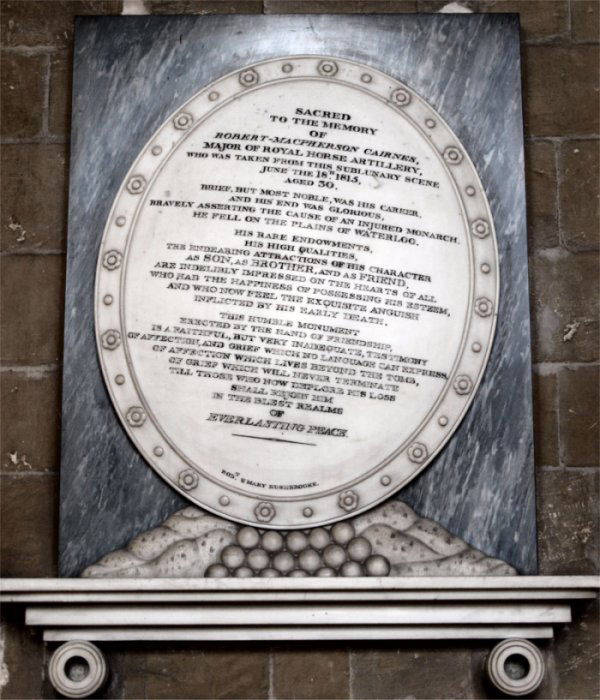 SACRED
TO THE MEMORY
OF
ROBERT-MACPHERSON CAIRNES,
MAJOR OF ROYAL HORSE ARTILLERY,
WHO WAS TAKEN FROM THIS SUBLUNARY SCENE
JUNE THE 18TH 1815,
AGED 30.
BRIEF, BUT MOST NOBLE, WAS HIS CAREER,
AND HIS END WAS GLORIOUS,
BRAVELY ASSERTING THE CAUSE OF AN INJURED MONARCH.
HE FELL ON THE PLAINS OF WATERLOO.
HIS RARE ENDOWMENTS,
HIS HIGH QUALITIES,
THE ENDEARING ATTRACTIONS OF HIS CHARACTER
AS SON, AS BROTHER, AND AS FRIEND,
ARE INDELIBLY IMPRESSED ON THE HEARTS OF ALL
WHO HAD THE HAPPINESS OF POSSESSING HIS ESTEEM,
AND WHO NOW FEEL THE EXQUISITE ANGUISH
INFLICTED BY HIS EARLY DEATH.
THIS HUMBLE MONUMENT
ERECTED BY THE HAND OF FRIENDSHIP,
IS A FAITHFUL, BUT VERY INADEQUATE, TESTIMONY
OF AFFECTION, AND GRIEF WHICH NO LANGUAGE CAN EXPRESS,
OF AFFECTION WHICH LIVES BEYOND THE TOMB,
OF GRIEF WHICH WILL NEVER TERMINATE
TILL THOSE WHO NOW DEPLORE HIS LOSS
SHALL REJOIN HIM
IN THE BLEST REALMS
OF
EVERLASTING PEACE.